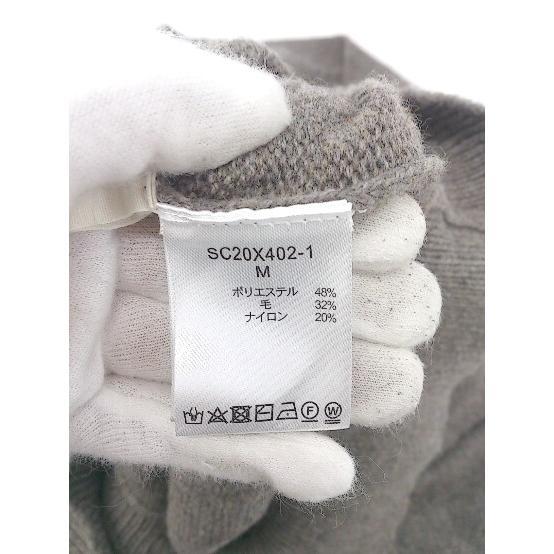 SC20X402-1
M
ポリエステル 48%
毛 32%
ナイロン 20%
F W